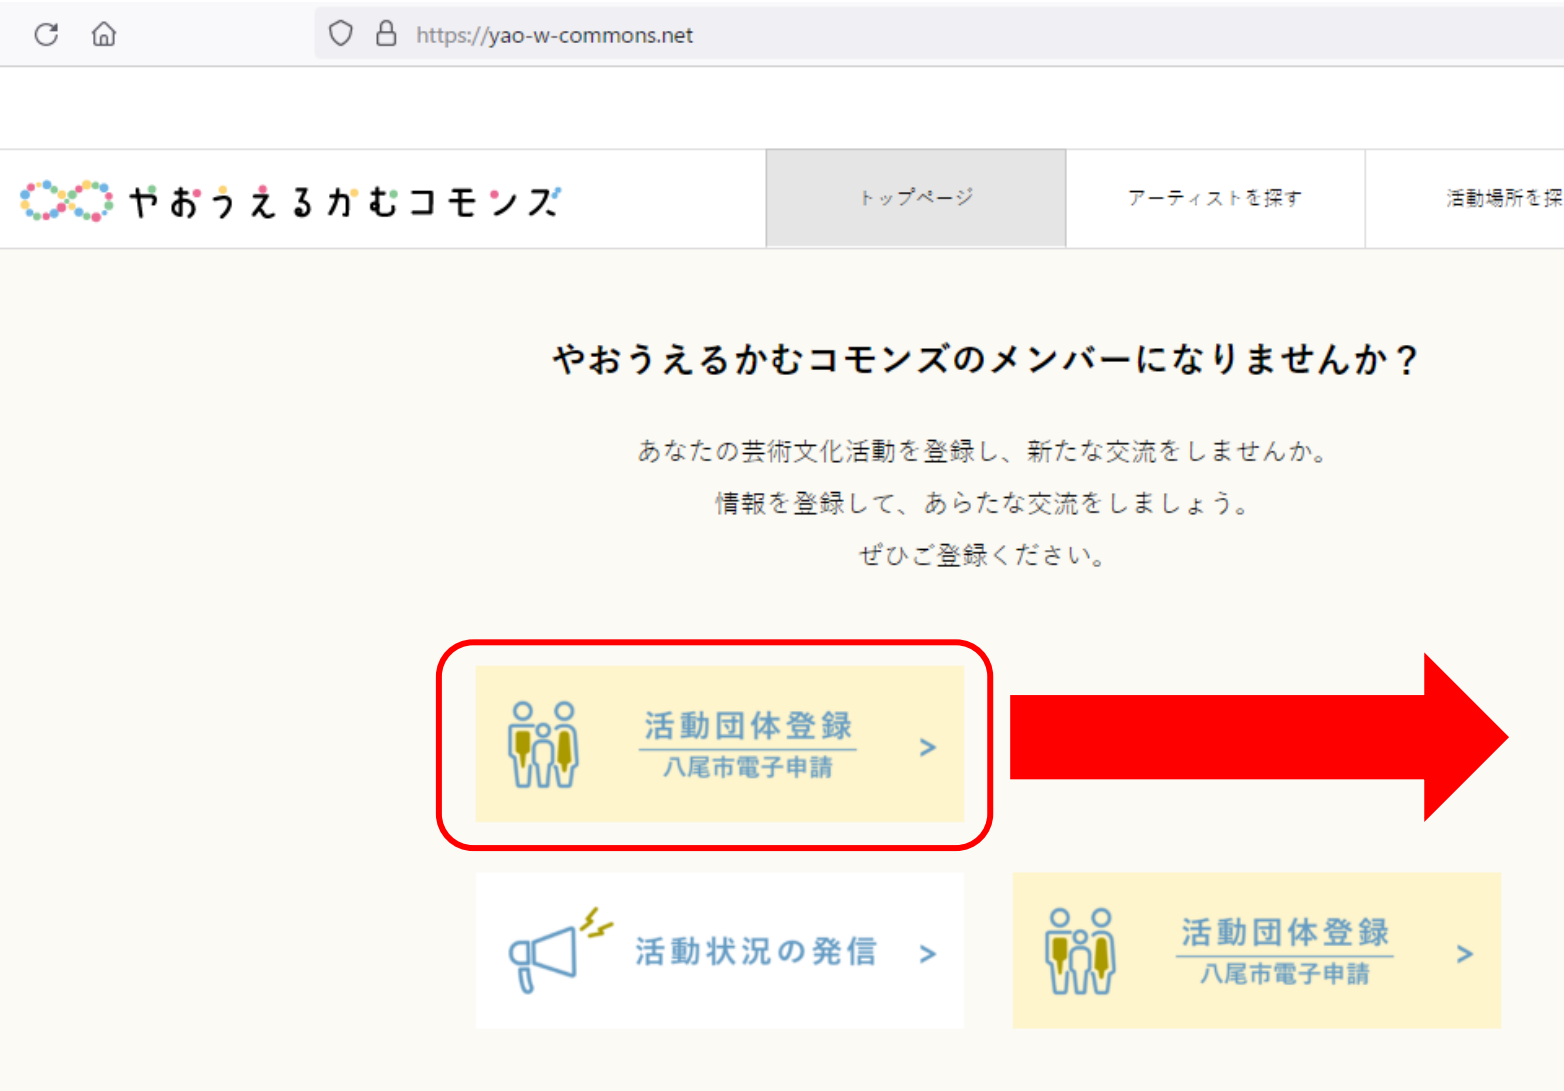 https://yao-w-commons.net
やおうえるかむコモンズ
トップページ
アーティストを探す
活動場所を探
やおうえるかむコモンズのメンバーになりませんか？
あなたの芸術文化活動を登録し、新たな交流をしませんか。
情報を登録して、あらたな交流をしましょう。
ぜひご登録ください。
活動団体登録
八尾市電子申請
>
活動状況の発信
>
活動団体登録
八尾市電子申請
>